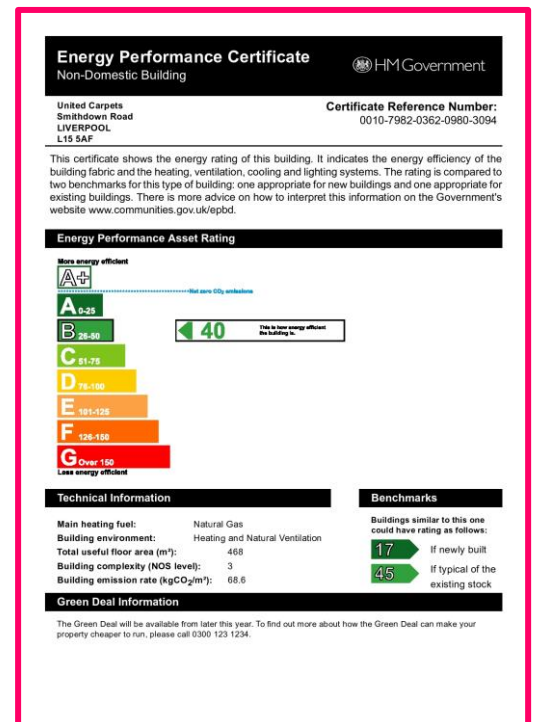 Energy Performance Certificate
Non-Domestic Building
HM Government
United Carpets
Smithdown Road
LIVERPOOL
L15 5AF
Certificate Reference Number:
0010-7982-0362-0980-3094
This certificate shows the energy rating of this building. It indicates the energy efficiency of the
building fabric and the heating, ventilation, cooling and lighting systems. The rating is compared to
two benchmarks for this type of building: one appropriate for new buildings and one appropriate for
existing buildings. There is more advice on how to interpret this information on the Government's
website www.communities.gov.uk/epbd.
Energy Performance Asset Rating
More energy efficient
A+
Net zero CO₂ emissions
A 0-25
B 26-50
40
This is how energy efficient
the building is.
C 51-75
D 76-100
E 101-125
F 126-150
G Over 150
Less energy efficient
Technical Information
Main heating fuel: Natural Gas
Building environment: Heating and Natural Ventilation
Total useful floor area (m²): 468
Building complexity (NOS level): 3
Building emission rate (kgCO₂/m²): 68.6
Benchmarks
Buildings similar to this one
could have rating as follows:
17 If newly built
45 If typical of the
existing stock
Green Deal Information
The Green Deal will be available from later this year. To find out more about how the Green Deal can make your
property cheaper to run, please call 0300 123 1234.